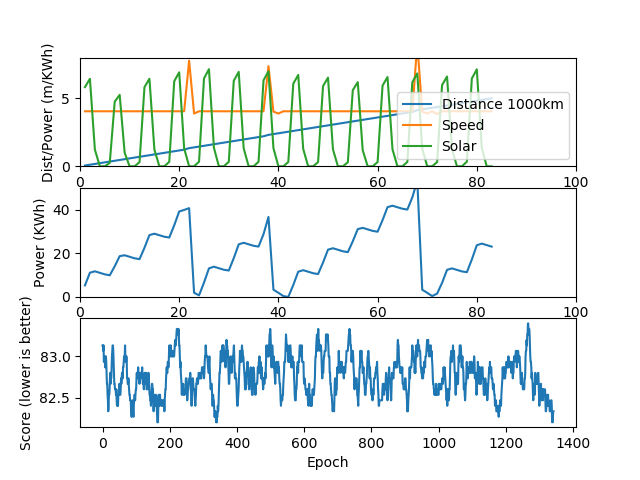 Dist/Power (m/KWh)
5
0
Distance 1000km
Speed
Solar
0 20 40 60 80 100
Power (KWh)
40
20
0
0 20 40 60 80 100
Score (lower is better)
83.0
82.5
0 200 400 600 800 1000 1200 1400
Epoch